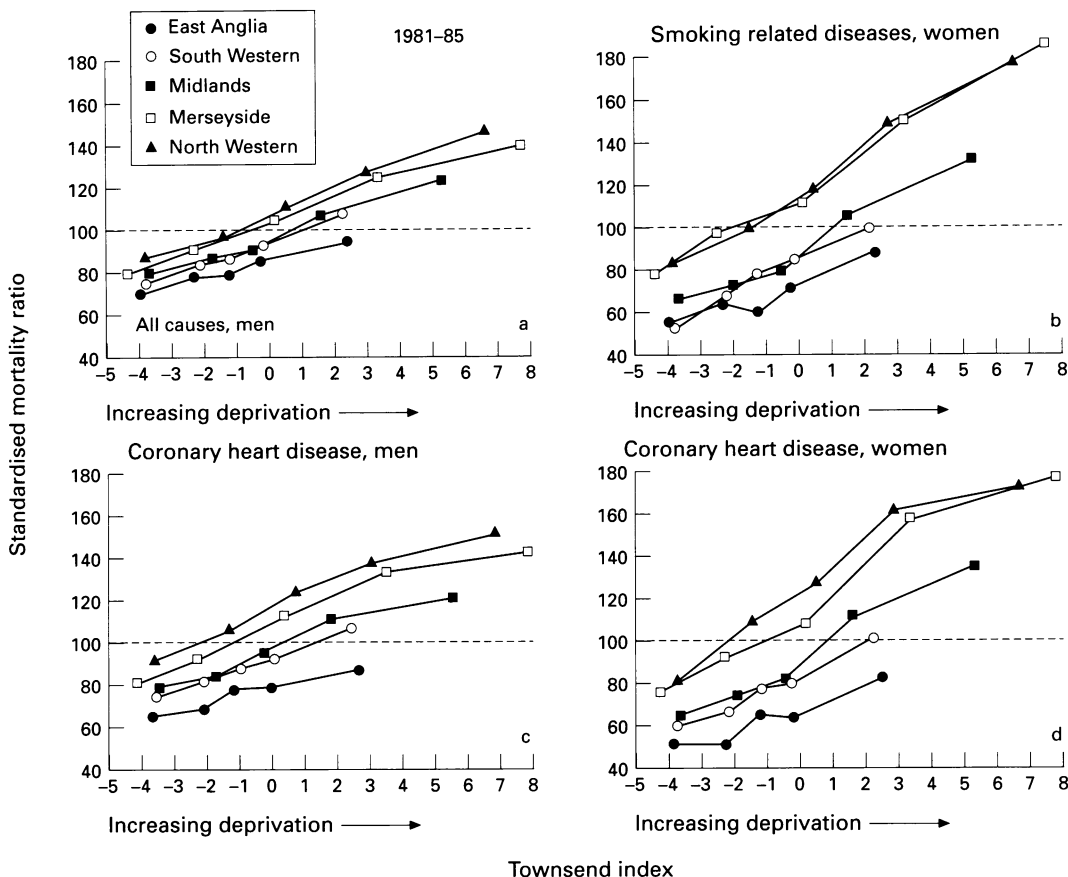 East Anglia
South Western
Midlands
Merseyside
North Western
1981–85
180
160
140
120
100
80
60
40
All causes, men
a
–5 –4 –3 –2 –1 0 1 2 3 4 5 6 7 8
Increasing deprivation
Smoking related diseases, women
180
160
140
120
100
80
60
40
b
–5 –4 –3 –2 –1 0 1 2 3 4 5 6 7 8
Increasing deprivation
Standardised mortality ratio
Coronary heart disease, men
180
160
140
120
100
80
60
40
c
–5 –4 –3 –2 –1 0 1 2 3 4 5 6 7 8
Increasing deprivation
Coronary heart disease, women
180
160
140
120
100
80
60
40
d
–5 –4 –3 –2 –1 0 1 2 3 4 5 6 7 8
Increasing deprivation
Townsend index